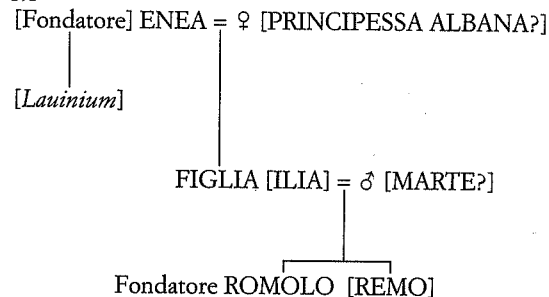 [Fondatore] ENEA = ♀ [PRINCIPESSA ALBANA?]
[Lauinium]
FIGLIA [ILIA] = ♂ [MARTE?]
Fondatore ROMOLO [REMO]